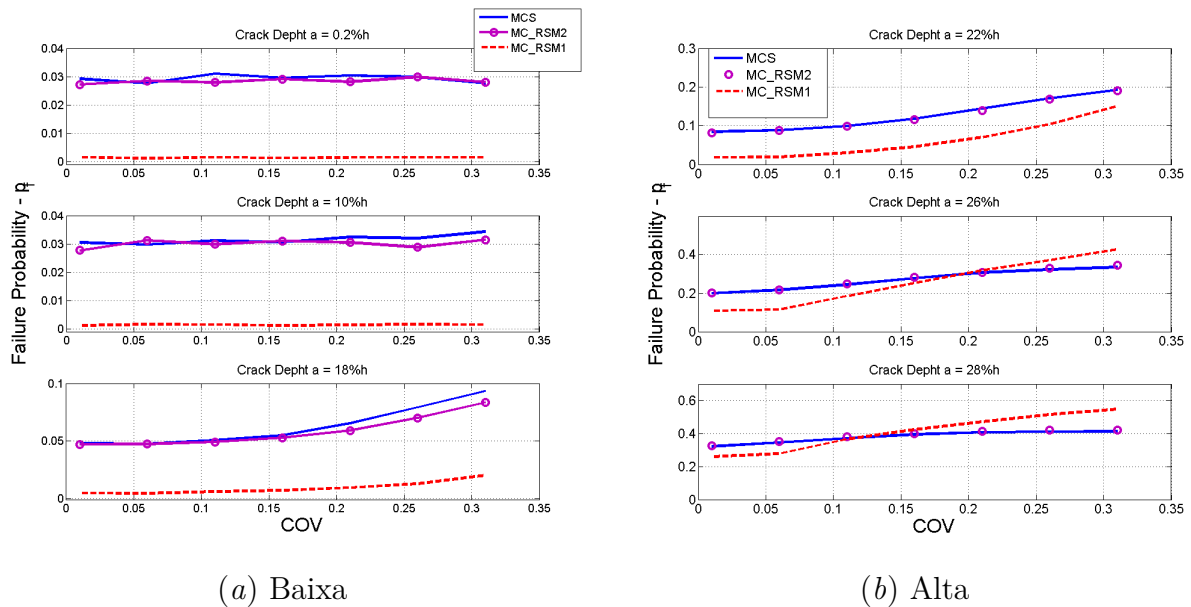 MCS
MC_RSM2
MC_RSM1
Crack Depht a = 0.2%h
0.04
0.03
0.02
0.01
0
0 0.05 0.1 0.15 0.2 0.25 0.3 0.35
Crack Depht a = 10%h
0.04
0.03
0.02
0.01
0
0 0.05 0.1 0.15 0.2 0.25 0.3 0.35
Crack Depht a = 18%h
0.1
0.05
0
0 0.05 0.1 0.15 0.2 0.25 0.3 0.35
Failure Probability - pf
COV
(a) Baixa
Crack Depht a = 22%h
MCS
MC_RSM2
MC_RSM1
0.3
0.2
0.1
0
0 0.05 0.1 0.15 0.2 0.25 0.3 0.35
Crack Depht a = 26%h
0.4
0.2
0
0 0.05 0.1 0.15 0.2 0.25 0.3 0.35
Crack Depht a = 28%h
0.6
0.4
0.2
0
0 0.05 0.1 0.15 0.2 0.25 0.3 0.35
Failure Probability - pf
COV
(b) Alta